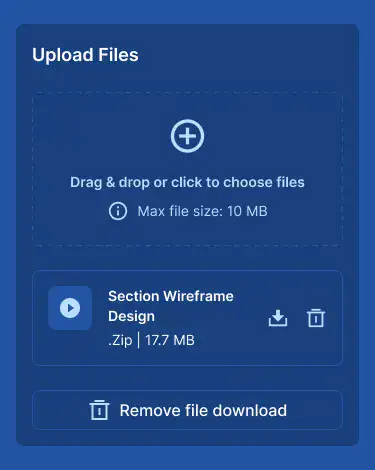 Upload Files
Drag & drop or click to choose files
Max file size: 10 MB
Section Wireframe
Design
.Zip | 17.7 MB
Remove file download